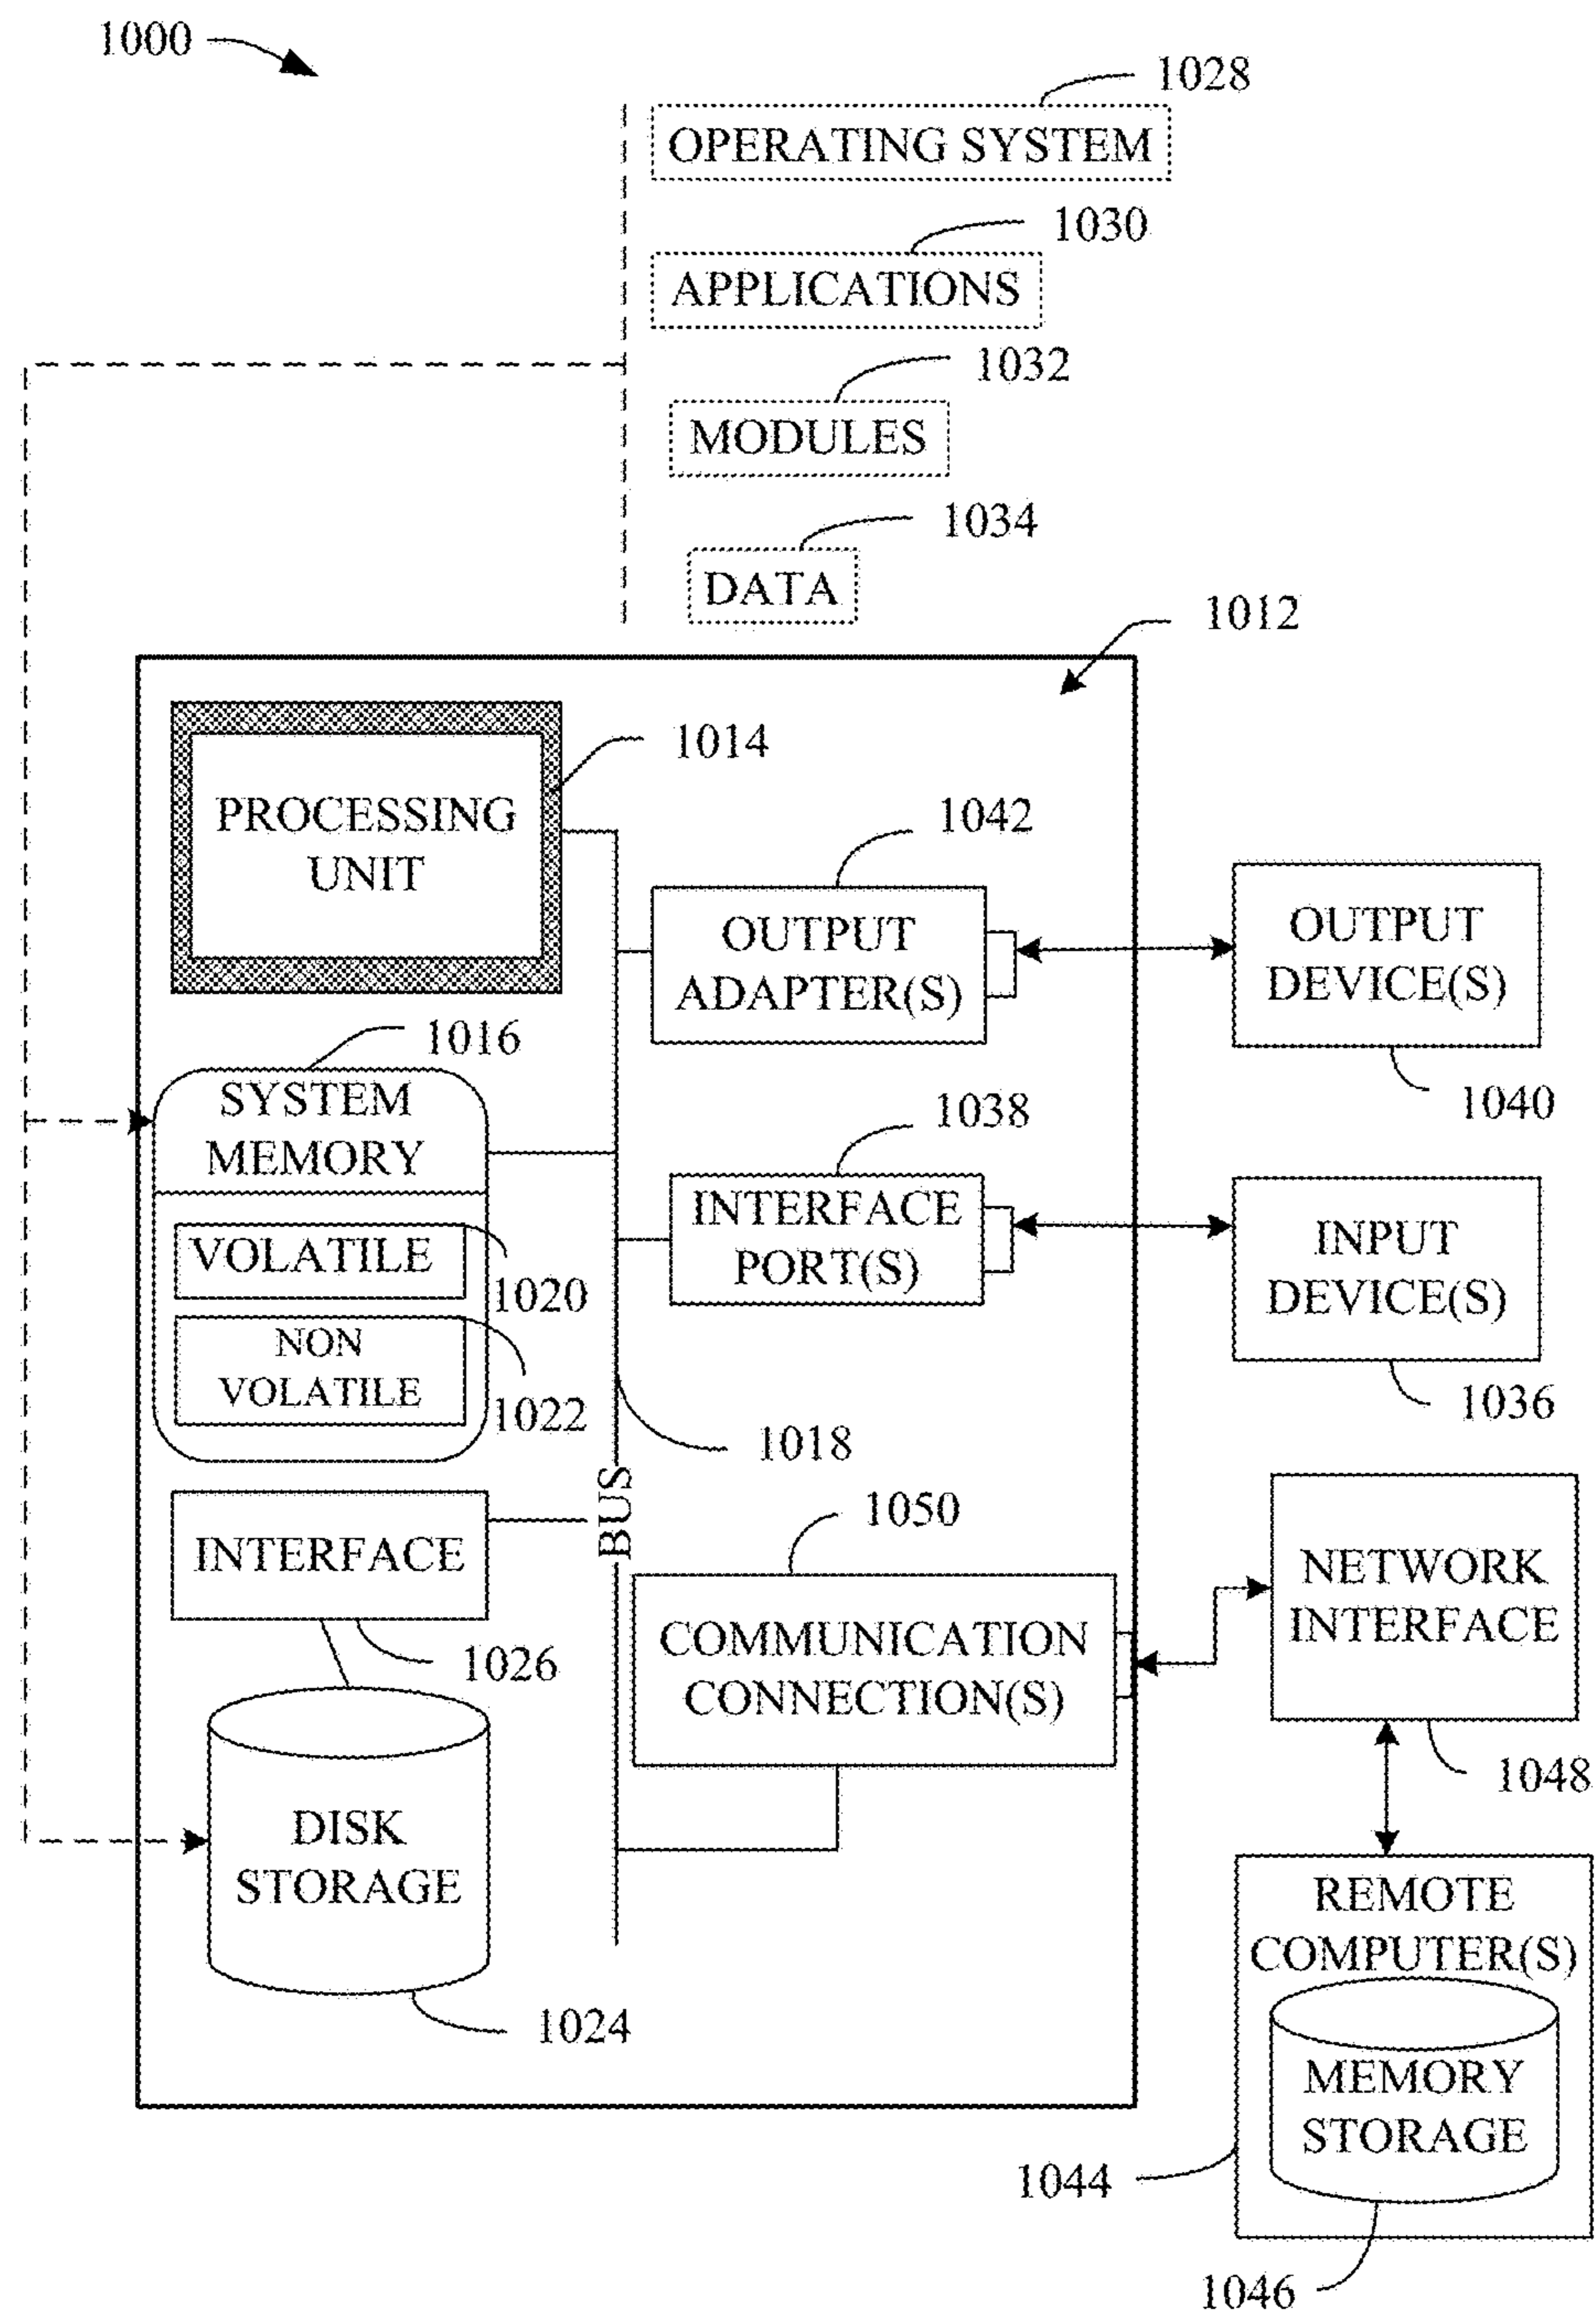 1000
1028
OPERATING SYSTEM
1030
APPLICATIONS
1032
MODULES
1034
DATA
1012
1014
PROCESSING
UNIT
1042
OUTPUT
ADAPTER(S)
OUTPUT
DEVICE(S)
1040
1016
SYSTEM
MEMORY
VOLATILE
1020
NON
VOLATILE
1022
1038
INTERFACE
PORT(S)
INPUT
DEVICE(S)
1036
1018
BUS
INTERFACE
1026
1050
COMMUNICATION
CONNECTION(S)
NETWORK
INTERFACE
1048
DISK
STORAGE
1024
REMOTE
COMPUTER(S)
MEMORY
STORAGE
1044
1046